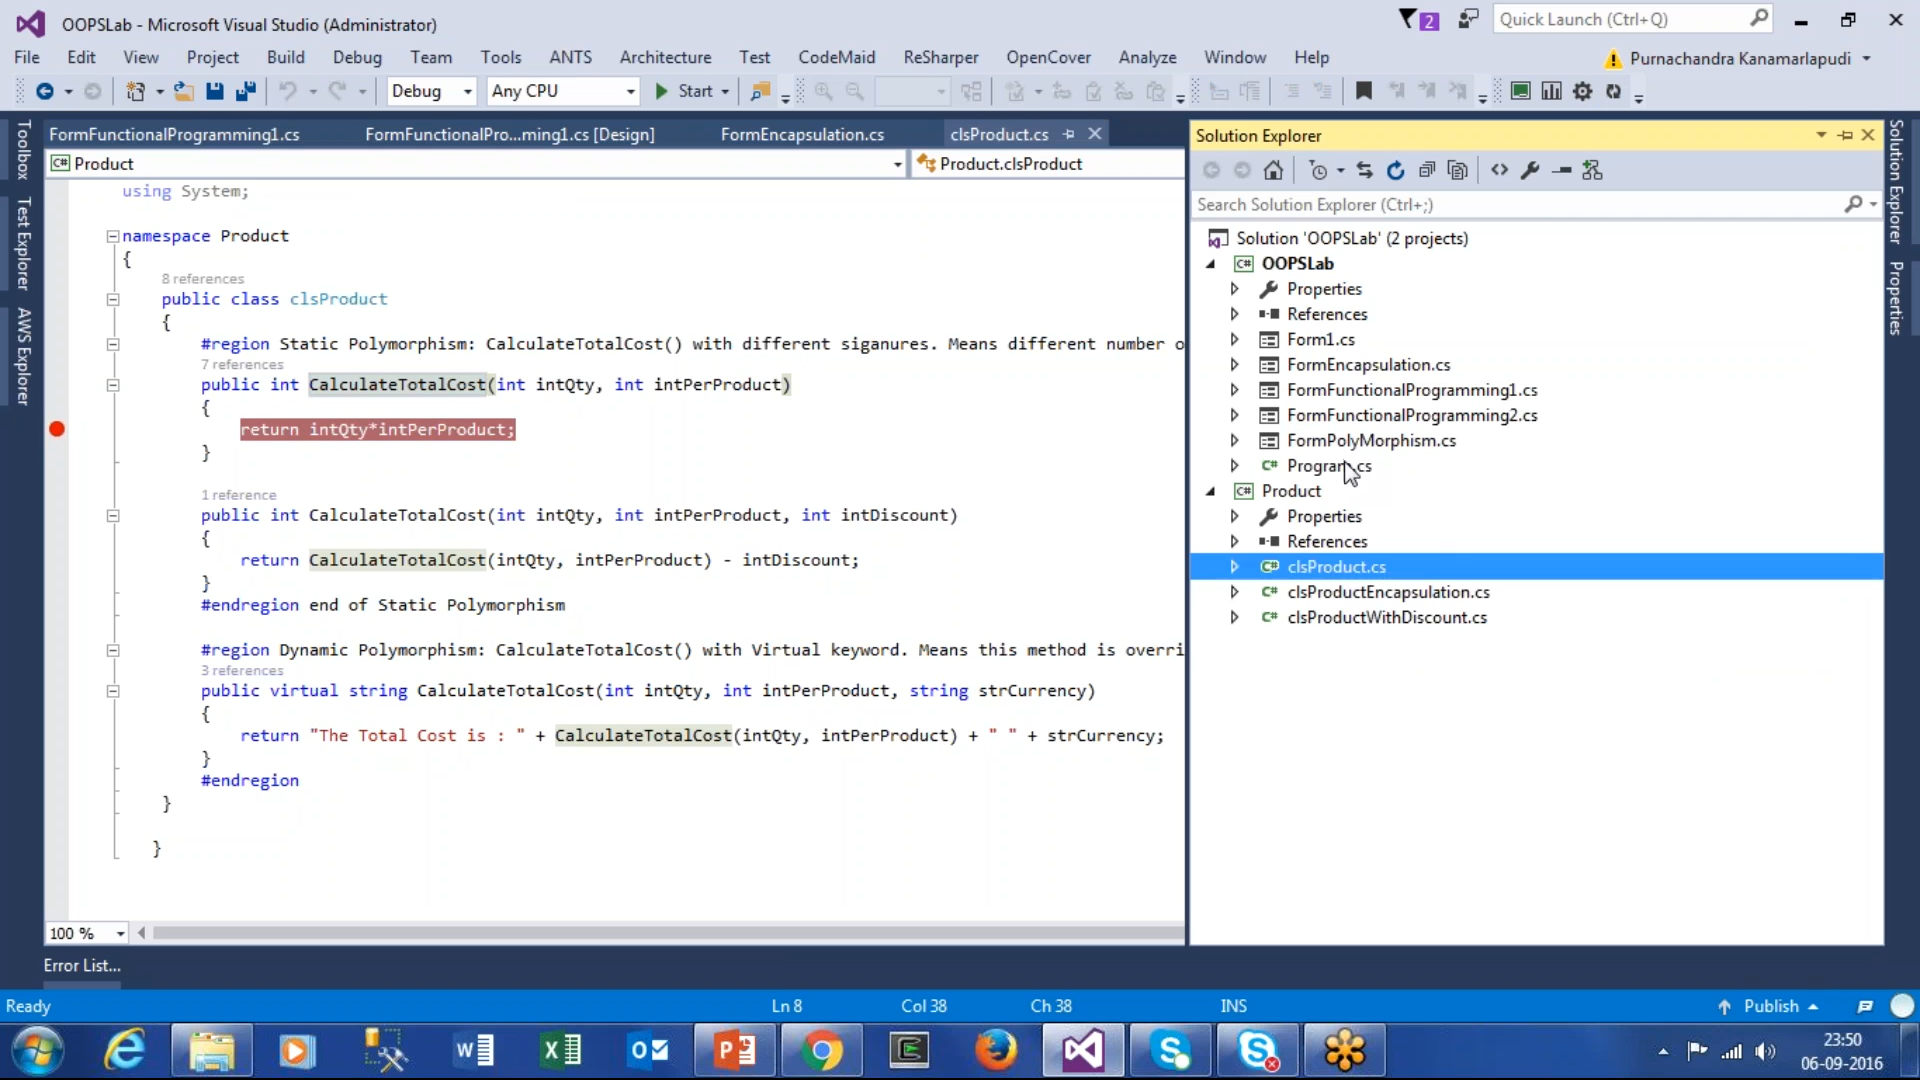 OOPSLab - Microsoft Visual Studio (Administrator)
2
Quick Launch (Ctrl+Q)
File Edit View Project Build Debug Team Tools ANTS Architecture Test CodeMaid ReSharper OpenCover Analyze Window Help
Purnachandra Kanamarlapudi
Debug Any CPU Start
Toolbox
Test Explorer
AWS Explorer
FormFunctionalProgramming1.cs FormFunctionalPro...ming1.cs [Design] FormEncapsulation.cs clsProduct.cs
C# Product Product.clsProduct
using System;
namespace Product
{
8 references
public class clsProduct
{
#region Static Polymorphism: CalculateTotalCost() with different siganures. Means different number o
7 references
public int CalculateTotalCost(int intQty, int intPerProduct)
{
return intQty*intPerProduct;
}
1 reference
public int CalculateTotalCost(int intQty, int intPerProduct, int intDiscount)
{
return CalculateTotalCost(intQty, intPerProduct) - intDiscount;
}
#endregion end of Static Polymorphism
#region Dynamic Polymorphism: CalculateTotalCost() with Virtual keyword. Means this method is overri
3 references
public virtual string CalculateTotalCost(int intQty, int intPerProduct, string strCurrency)
{
return "The Total Cost is : " + CalculateTotalCost(intQty, intPerProduct) + " " + strCurrency;
}
#endregion
}
}
100 %
Solution Explorer
Search Solution Explorer (Ctrl+;)
Solution 'OOPSLab' (2 projects)
C# OOPSLab
Properties
References
Form1.cs
FormEncapsulation.cs
FormFunctionalProgramming1.cs
FormFunctionalProgramming2.cs
FormPolyMorphism.cs
C# Program.cs
C# Product
Properties
References
C# clsProduct.cs
C# clsProductEncapsulation.cs
C# clsProductWithDiscount.cs
Solution Explorer
Properties
Error List...
Ready Ln 8 Col 38 Ch 38 INS Publish
23:50
06-09-2016